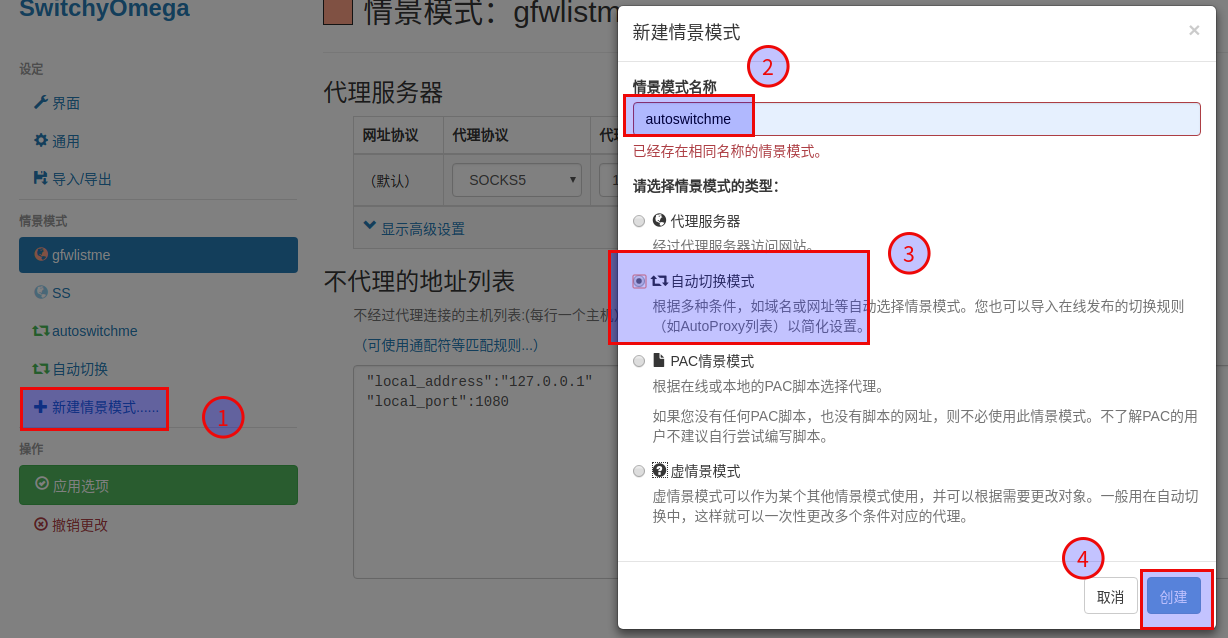 SwitchyOmega
设定
界面
通用
导入/导出
情景模式
gfwlistme
SS
autoswitchme
自动切换
新建情景模式......
1
操作
应用选项
撤销更改
情景模式：gfwlistm
代理服务器
网址协议 代理协议
（默认） SOCKS5 1
显示高级设置
不代理的地址列表
不经过代理连接的主机列表:(每行一个主机)
（可使用通配符等匹配规则...）
"local_address":"127.0.0.1"
"local_port":1080
新建情景模式
×
2
情景模式名称
autoswitchme
已经存在相同名称的情景模式。
请选择情景模式的类型：
代理服务器
经过代理服务器访问网站。
3
自动切换模式
根据多种条件，如域名或网址等自动选择情景模式。您也可以导入在线发布的切换规则
（如AutoProxy列表）以简化设置。
PAC情景模式
根据在线或本地的PAC脚本选择代理。
如果您没有任何PAC脚本，也没有脚本的网址，则不必使用此情景模式。不了解PAC的用
户不建议自行尝试编写脚本。
虚情景模式
虚情景模式可以作为某个其他情景模式使用，并可以根据需要更改对象。一般用在自动切
换中，这样就可以一次性更改多个条件对应的代理。
4
取消 创建